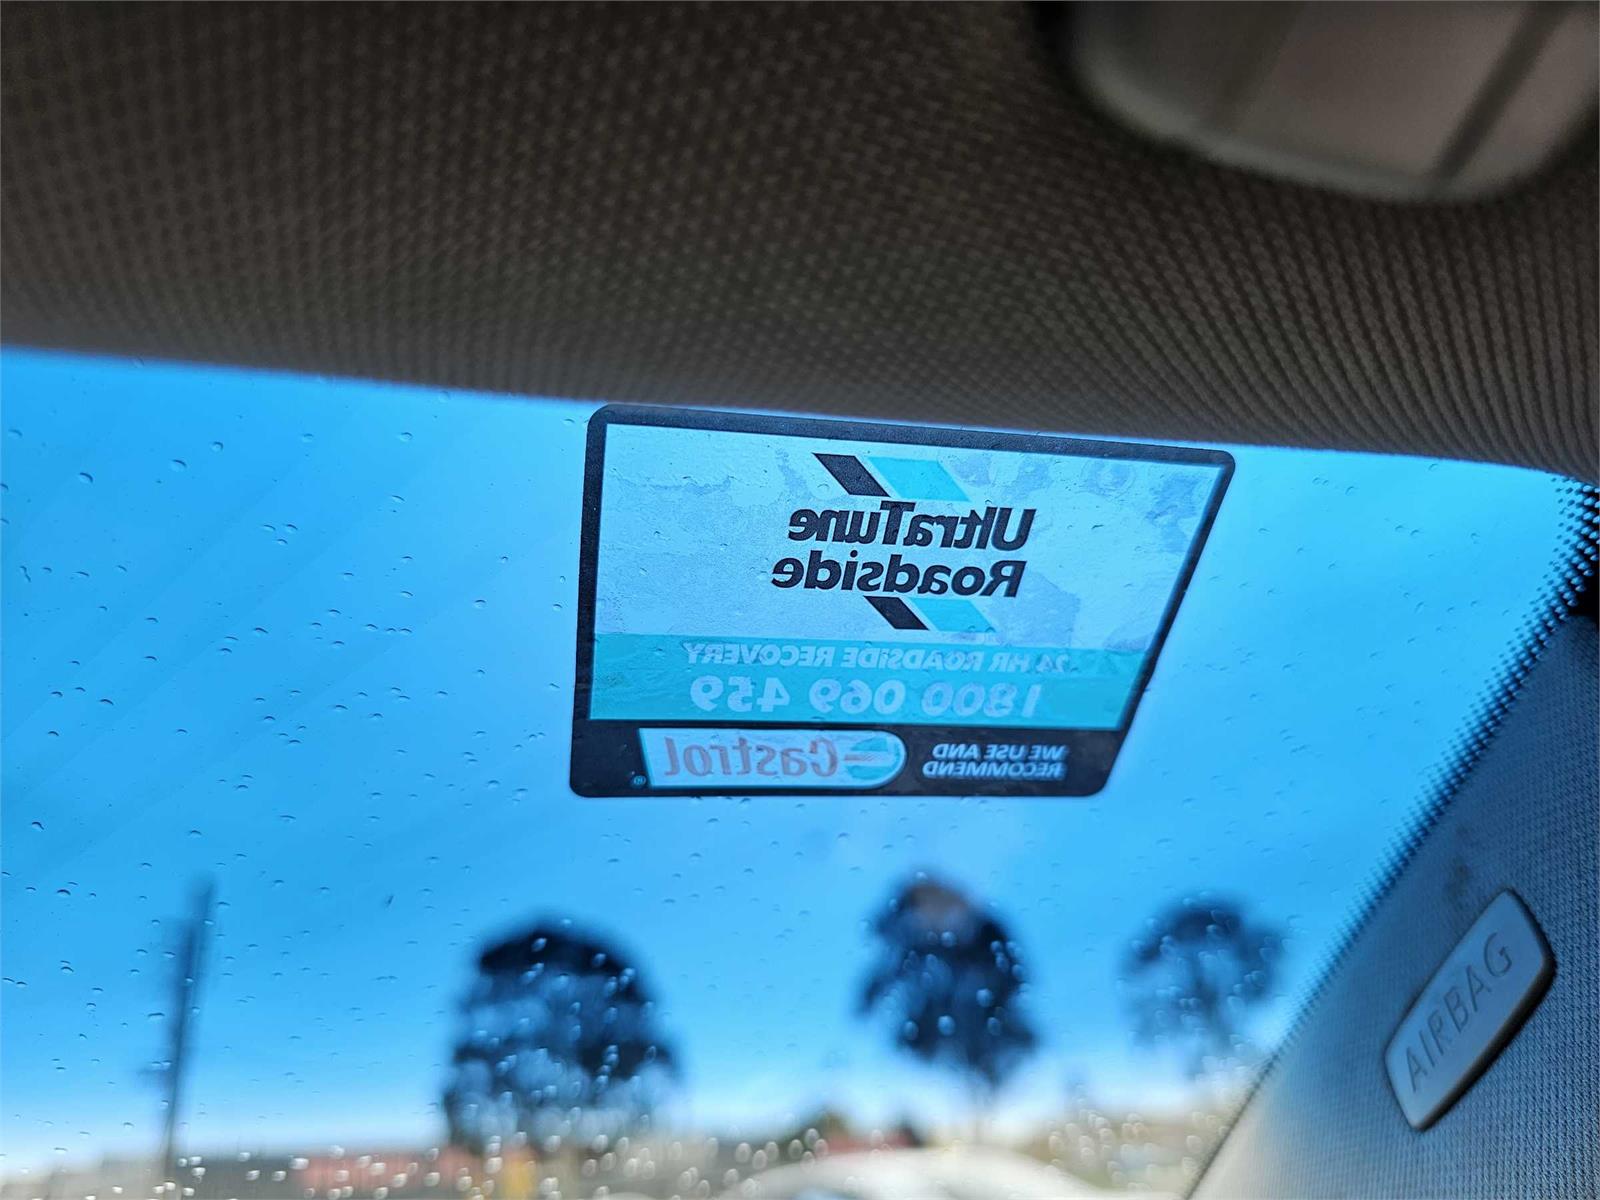 UltraTune
Roadside
24 HR ROADSIDE RECOVERY
1800 069 459
WE USE AND
RECOMMEND
Castrol
®
AIRBAG